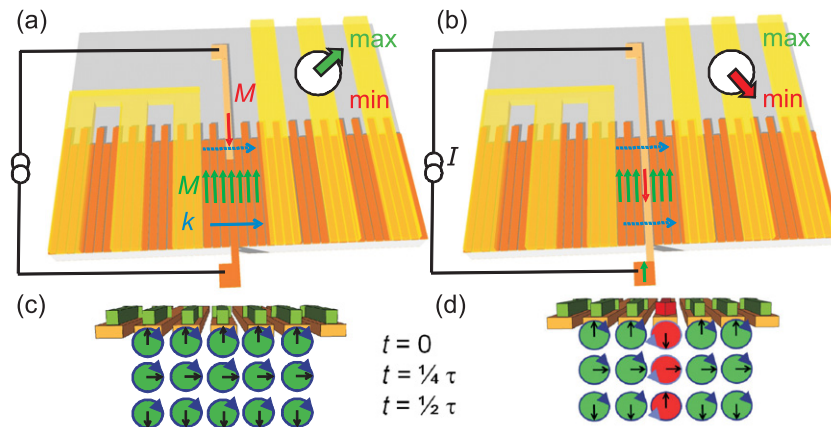 (a)
max
min
M
M
k
(b)
max
min
I
(c)
t = 0
t = ¼ τ
t = ½ τ
(d)